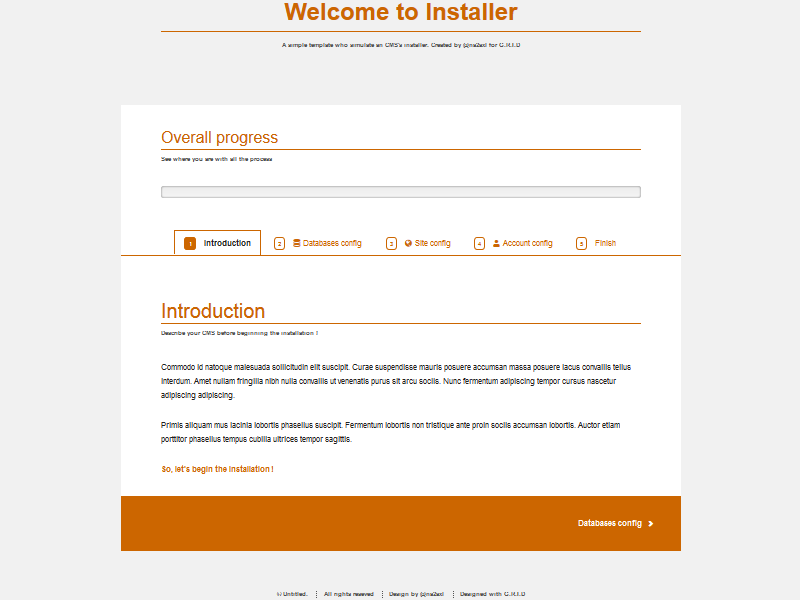 Welcome to Installer
A simple template who simulate an CMS's installer. Created by @na2axl for G.R.I.D
Overall progress
See where you are with all the process
1 Introduction 2 Databases config 3 Site config 4 Account config 5 Finish
Introduction
Describe your CMS before beginning the installation !
Commodo id natoque malesuada sollicitudin elit suscipit. Curae suspendisse mauris posuere accumsan massa posuere lacus convallis tellus
interdum. Amet nullam fringilla nibh nulla convallis ut venenatis purus sit arcu sociis. Nunc fermentum adipiscing tempor cursus nascetur
adipiscing adipiscing.
Primis aliquam mus lacinia lobortis phasellus suscipit. Fermentum lobortis non tristique ante proin sociis accumsan lobortis. Auctor etiam
porttitor phasellus tempus cubilia ultrices tempor sagittis.
So, let's begin the installation !
Databases config
© Untitled. All rights reseved Design by @na2axl Designed with G.R.I.D